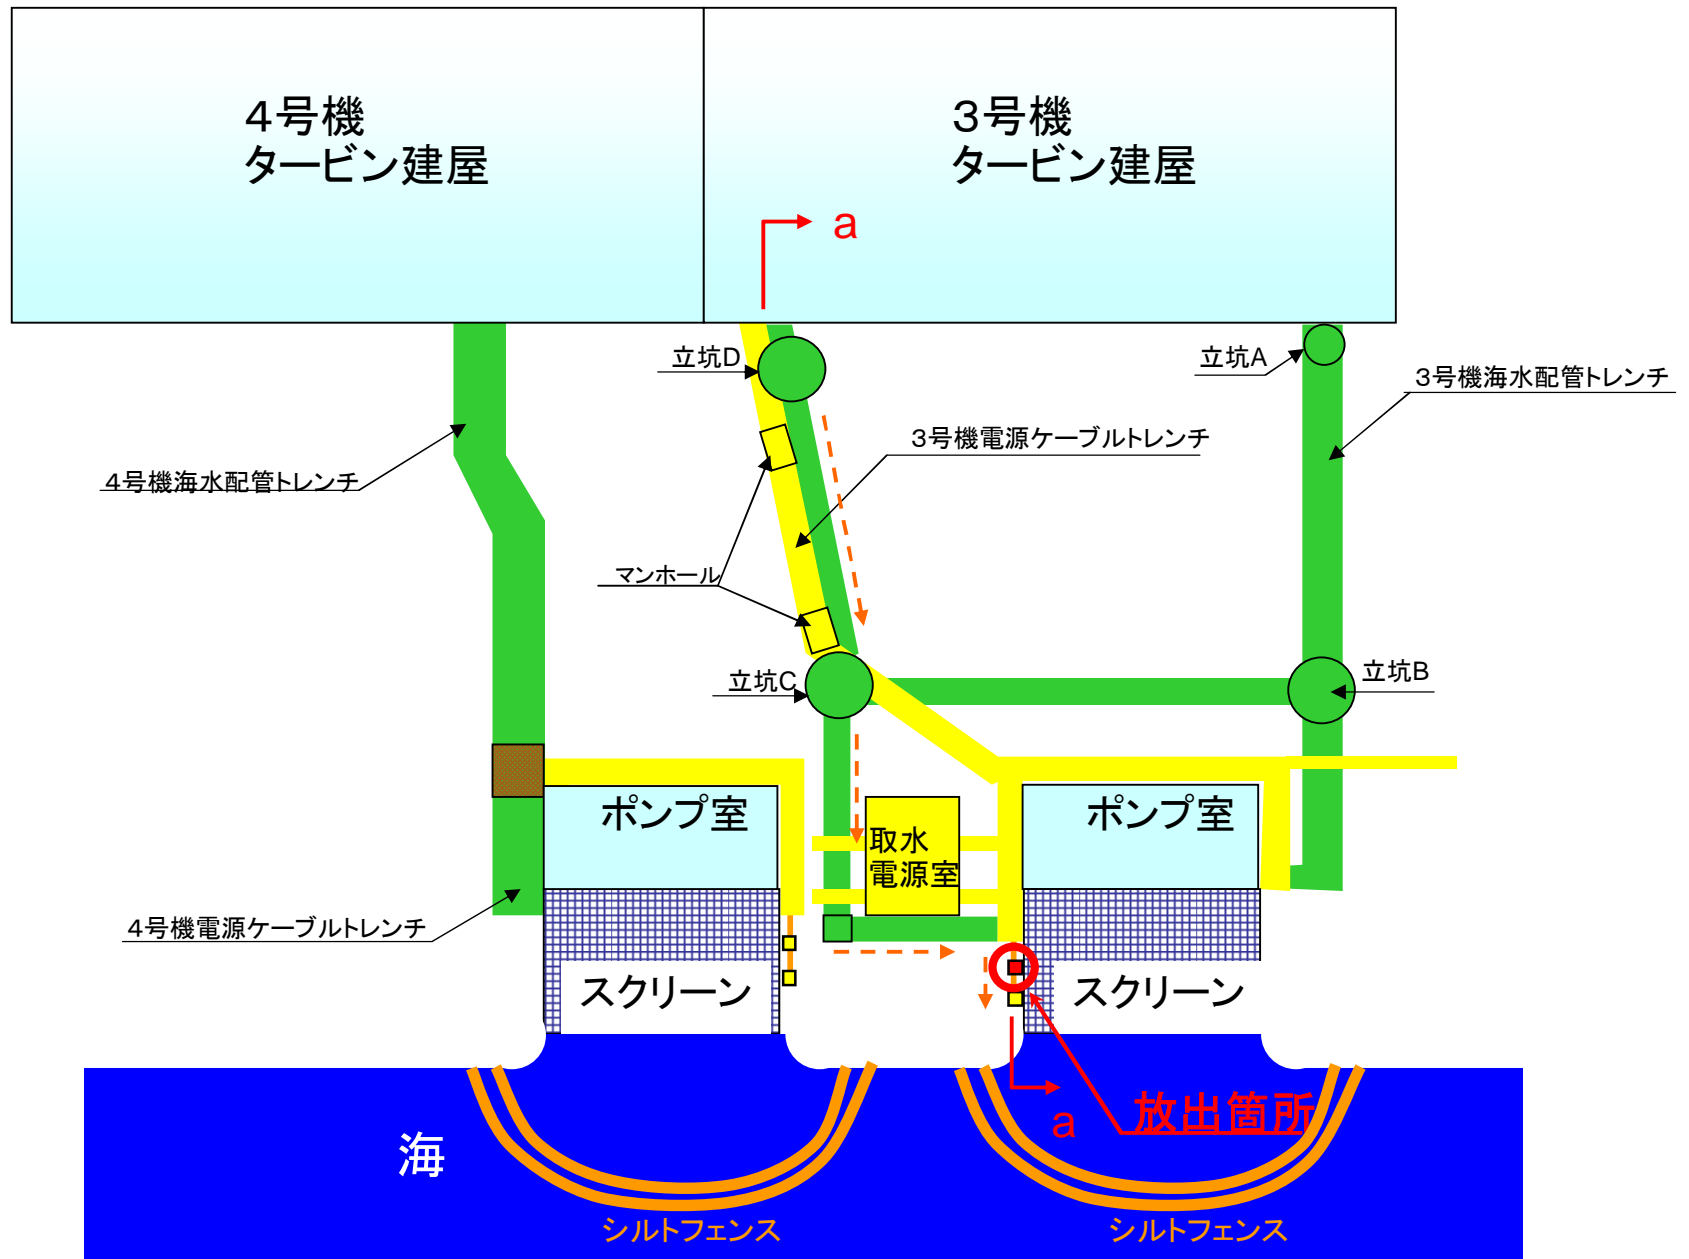 ４号機
タービン建屋
３号機
タービン建屋
a
立坑D
立坑A
３号機海水配管トレンチ
３号機電源ケーブルトレンチ
４号機海水配管トレンチ
マンホール
立坑C
立坑B
ポンプ室
ポンプ室
取水
電源室
４号機電源ケーブルトレンチ
スクリーン
スクリーン
放出箇所
a
海
シルトフェンス
シルトフェンス